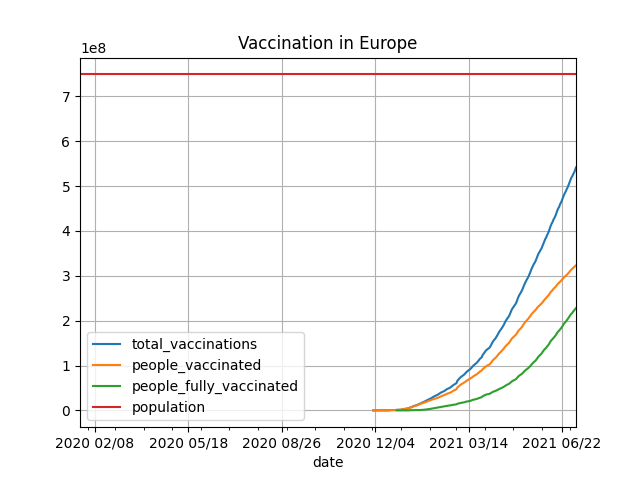 Vaccination in Europe
1e8
7
6
5
4
3
2
1
0
total_vaccinations
people_vaccinated
people_fully_vaccinated
population
2020 02/08 2020 05/18 2020 08/26 2020 12/04 2021 03/14 2021 06/22
date